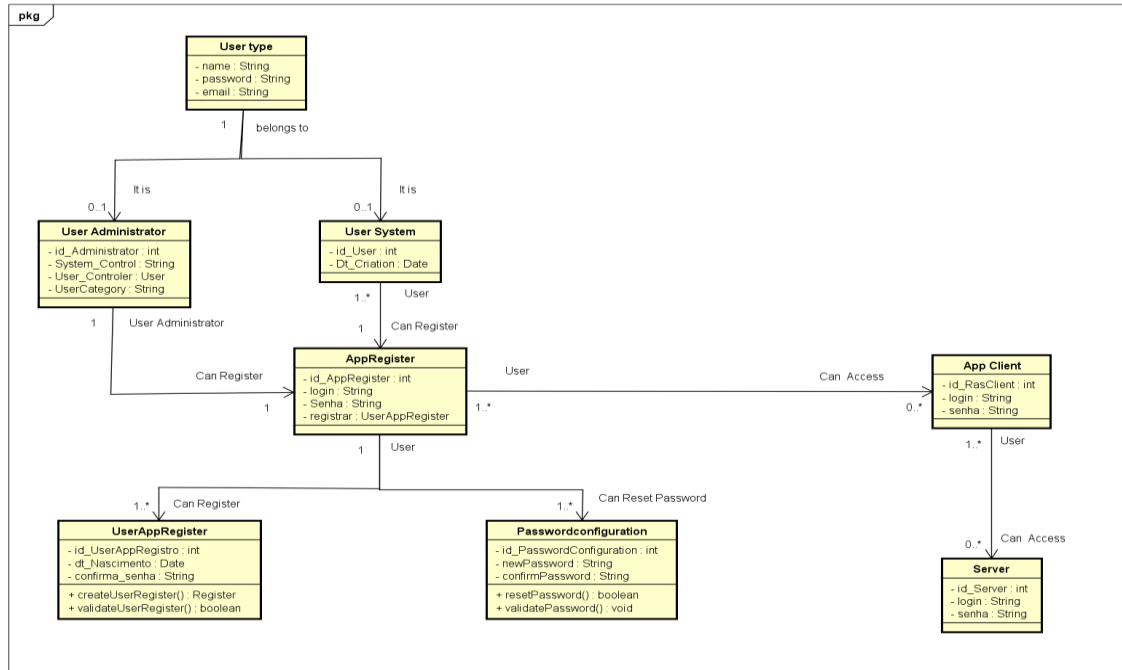 pkg
User type
- name : String
- password : String
- email : String
1
belongs to
It is
It is
0..1
0..1
User Administrator
- id_Administrator : int
- System_Control : String
- User_Controler : User
- UserCategory : String
User System
- id_User : int
- Dt_Criation : Date
1
User Administrator
1..*
User
1
Can Register
Can Register
1
AppRegister
- id_AppRegister : int
- login : String
- Senha : String
- registrar : UserAppRegister
User
1..*
Can Access
0..*
App Client
- id_RasClient : int
- login : String
- senha : String
1
User
1..*
User
1..*
Can Register
Can Reset Password
1..*
UserAppRegister
- id_UserAppRegistro : int
- dt_Nascimento : Date
- confirma_senha : String
+ createUserRegister() : Register
+ validateUserRegister() : boolean
Passwordconfiguration
- id_PasswordConfiguration : int
- newPassword : String
- confirmPassword : String
+ resetPassword() : boolean
+ validatePassword() : void
0..*
Can Access
Server
- id_Server : int
- login : String
- senha : String